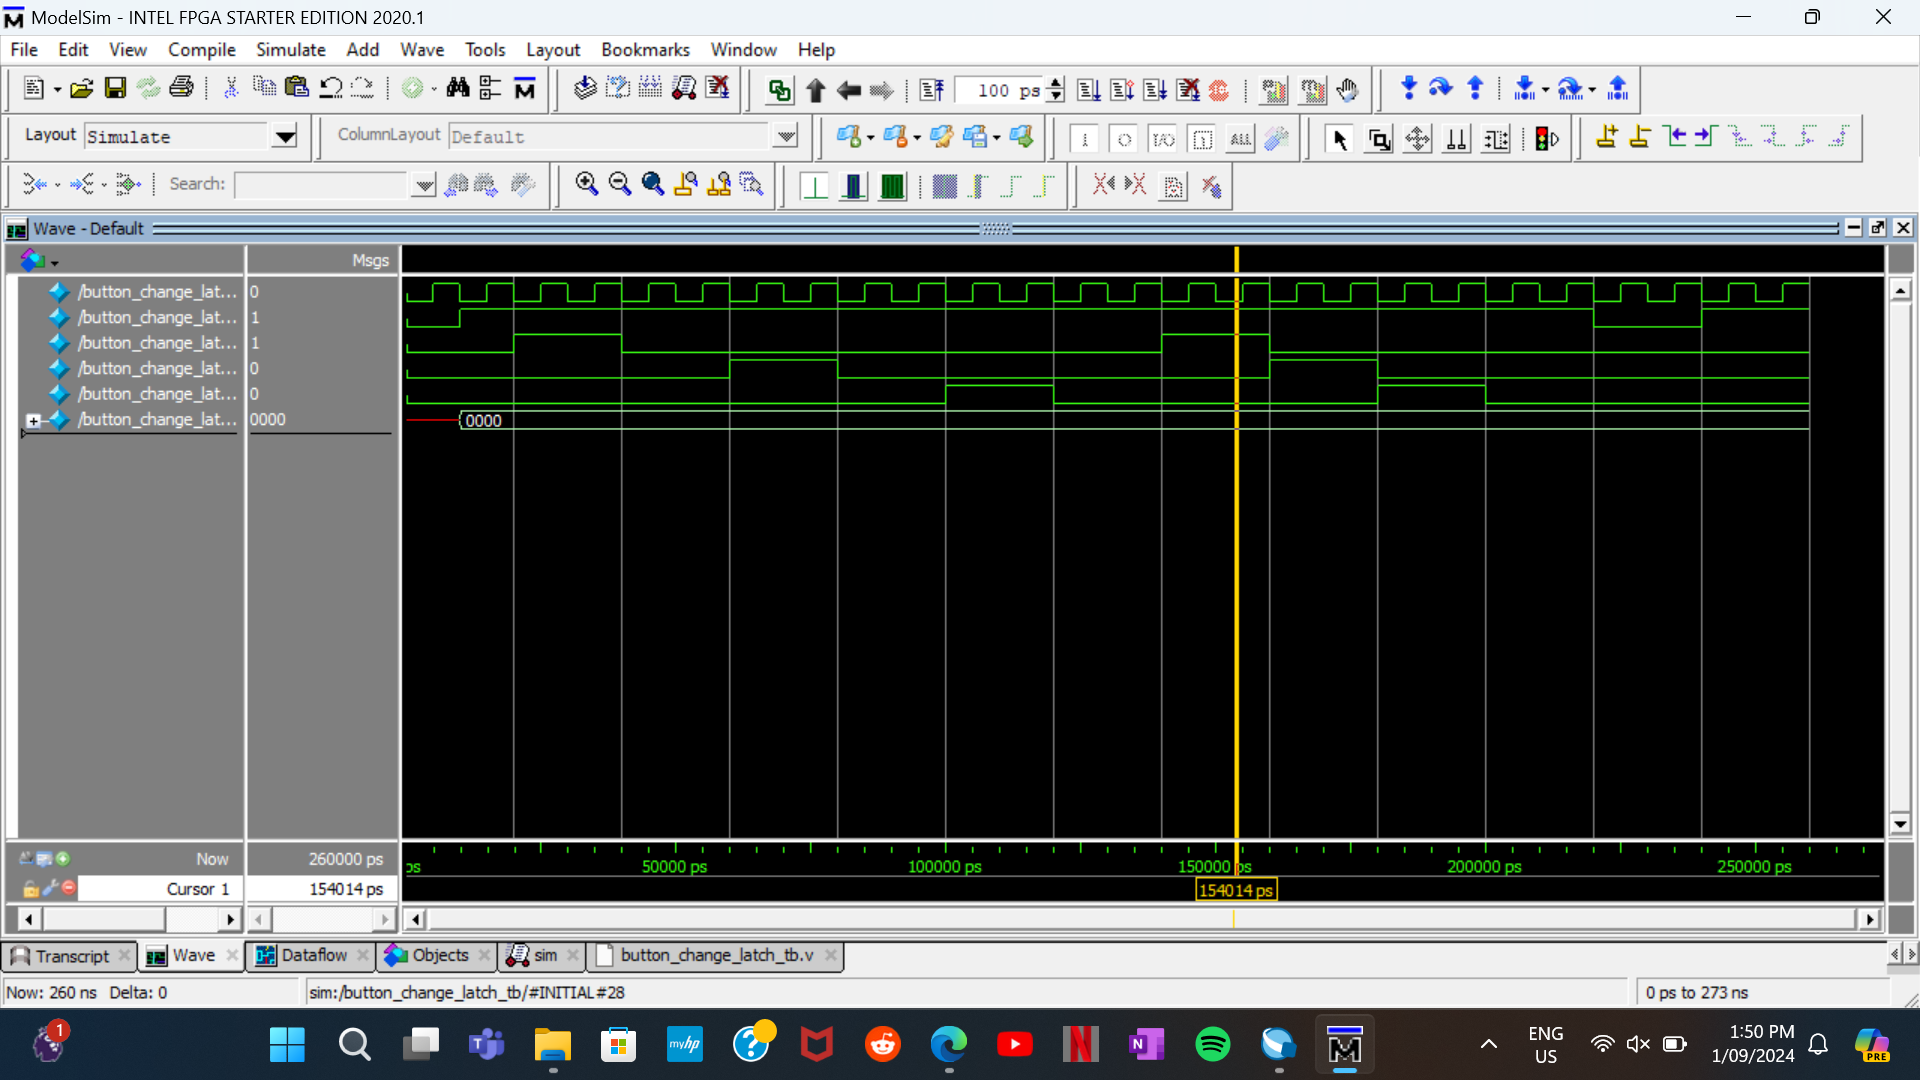 ModelSim - INTEL FPGA STARTER EDITION 2020.1
File Edit View Compile Simulate Add Wave Tools Layout Bookmarks Window Help
100 ps
Layout Simulate ColumnLayout Default
ALL
Search:
Wave - Default
Msgs
/button_change_lat... 0
/button_change_lat... 1
/button_change_lat... 1
/button_change_lat... 0
/button_change_lat... 0
/button_change_lat... 0000 0000
Now 260000 ps ps 50000 ps 100000 ps 150000 ps 200000 ps 250000 ps
Cursor 1 154014 ps 154014 ps
Transcript Wave Dataflow Objects sim button_change_latch_tb.v
Now: 260 ns Delta: 0 sim:/button_change_latch_tb/#INITIAL#28 0 ps to 273 ns
1 myhp ENG US 1:50 PM
1/09/2024 PRE